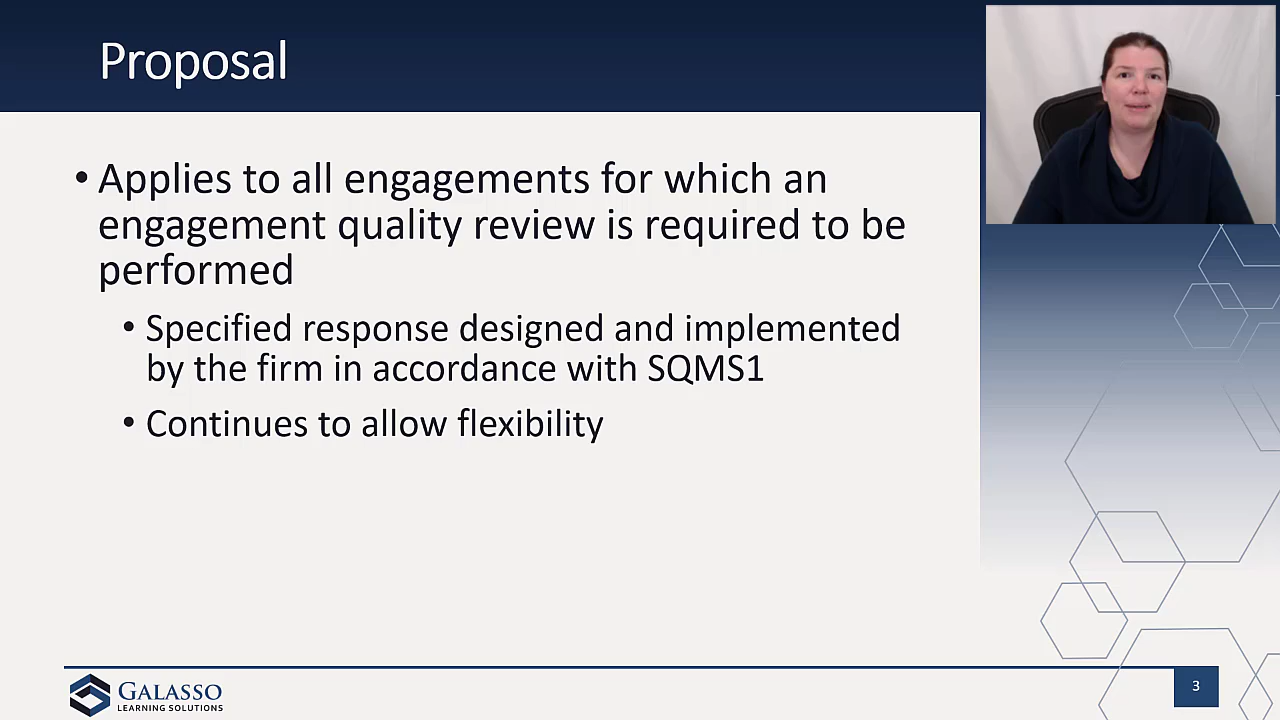 Proposal
• Applies to all engagements for which an
engagement quality review is required to be
performed
• Specified response designed and implemented
by the firm in accordance with SQMS1
• Continues to allow flexibility
GALASSO
LEARNING SOLUTIONS
3